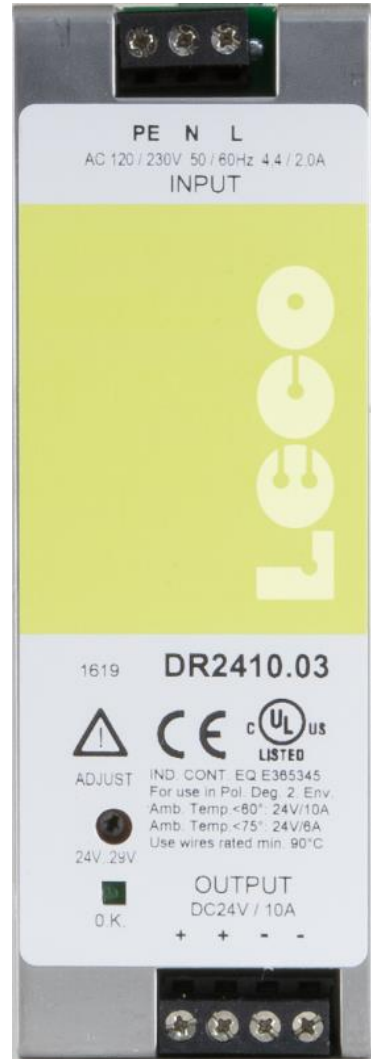 PE N L
AC 120 / 230V 50 / 60Hz 4.4 / 2.0A
INPUT
LECO
1619 DR2410.03
CE
C UL US
LISTED
ADJUST
IND. CONT. EQ E365345
For use in Pol. Deg. 2. Env.
Amb. Temp.<60°: 24V/10A
Amb. Temp.<75°: 24V/6A
Use wires rated min. 90°C
24V..29V
O.K.
OUTPUT
DC24V / 10A
+ + - -